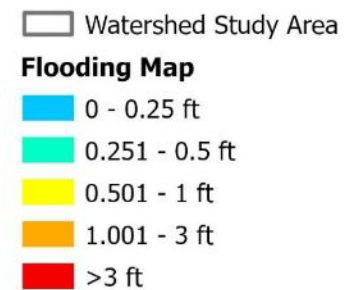 Watershed Study Area
Flooding Map
0 - 0.25 ft
0.251 - 0.5 ft
0.501 - 1 ft
1.001 - 3 ft
>3 ft